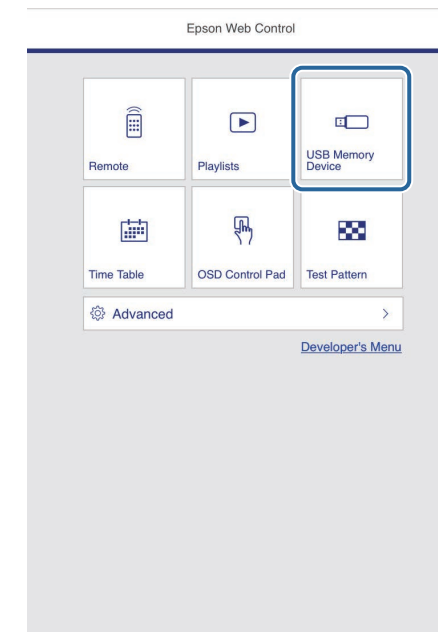 Epson Web Control
Remote
Playlists
USB Memory
Device
Time Table
OSD Control Pad
Test Pattern
Advanced
Developer's Menu